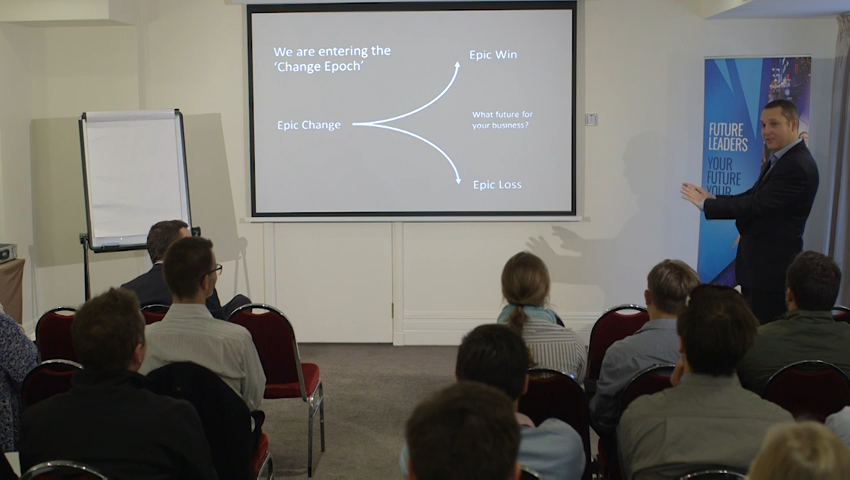 We are entering the
'Change Epoch'
Epic Win
Epic Change
What future for
your business?
Epic Loss
FUTURE
LEADERS
YOUR
FUTURE
YOUR